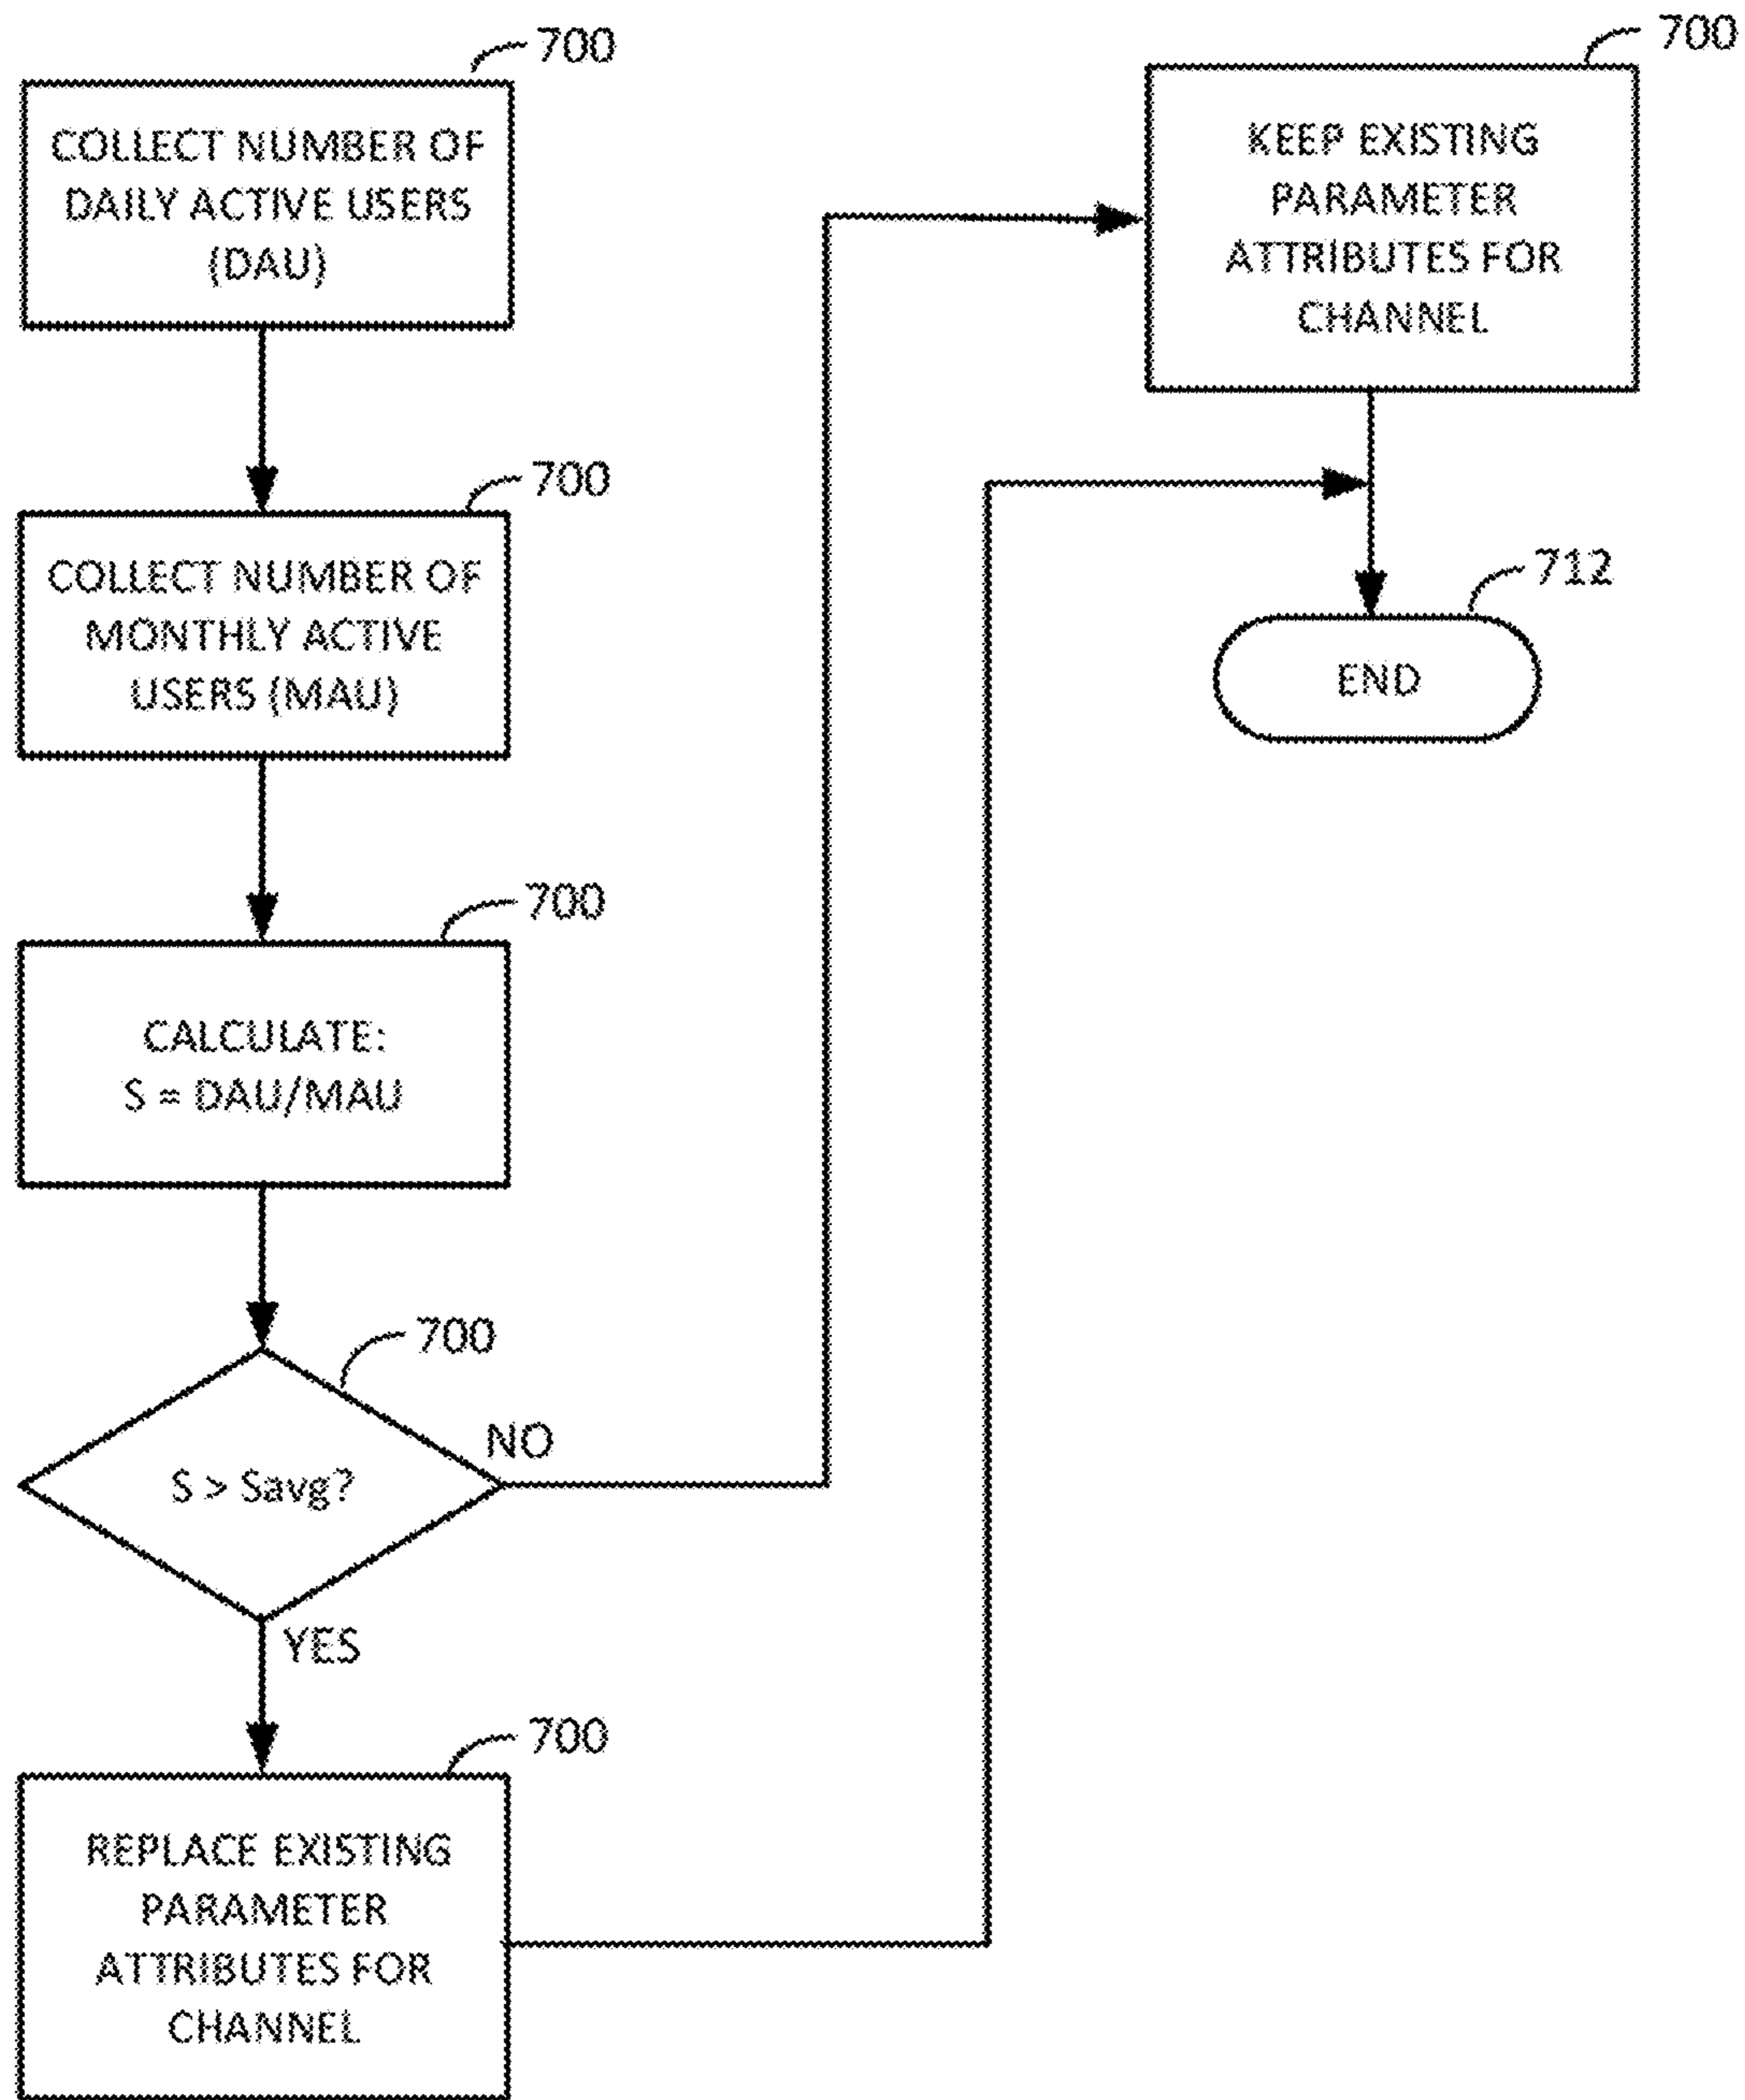 700
COLLECT NUMBER OF
DAILY ACTIVE USERS
(DAU)
700
COLLECT NUMBER OF
MONTHLY ACTIVE
USERS (MAU)
700
CALCULATE:
S = DAU/MAU
700
S > Savg?
NO
YES
700
REPLACE EXISTING
PARAMETER
ATTRIBUTES FOR
CHANNEL
700
KEEP EXISTING
PARAMETER
ATTRIBUTES FOR
CHANNEL
712
END